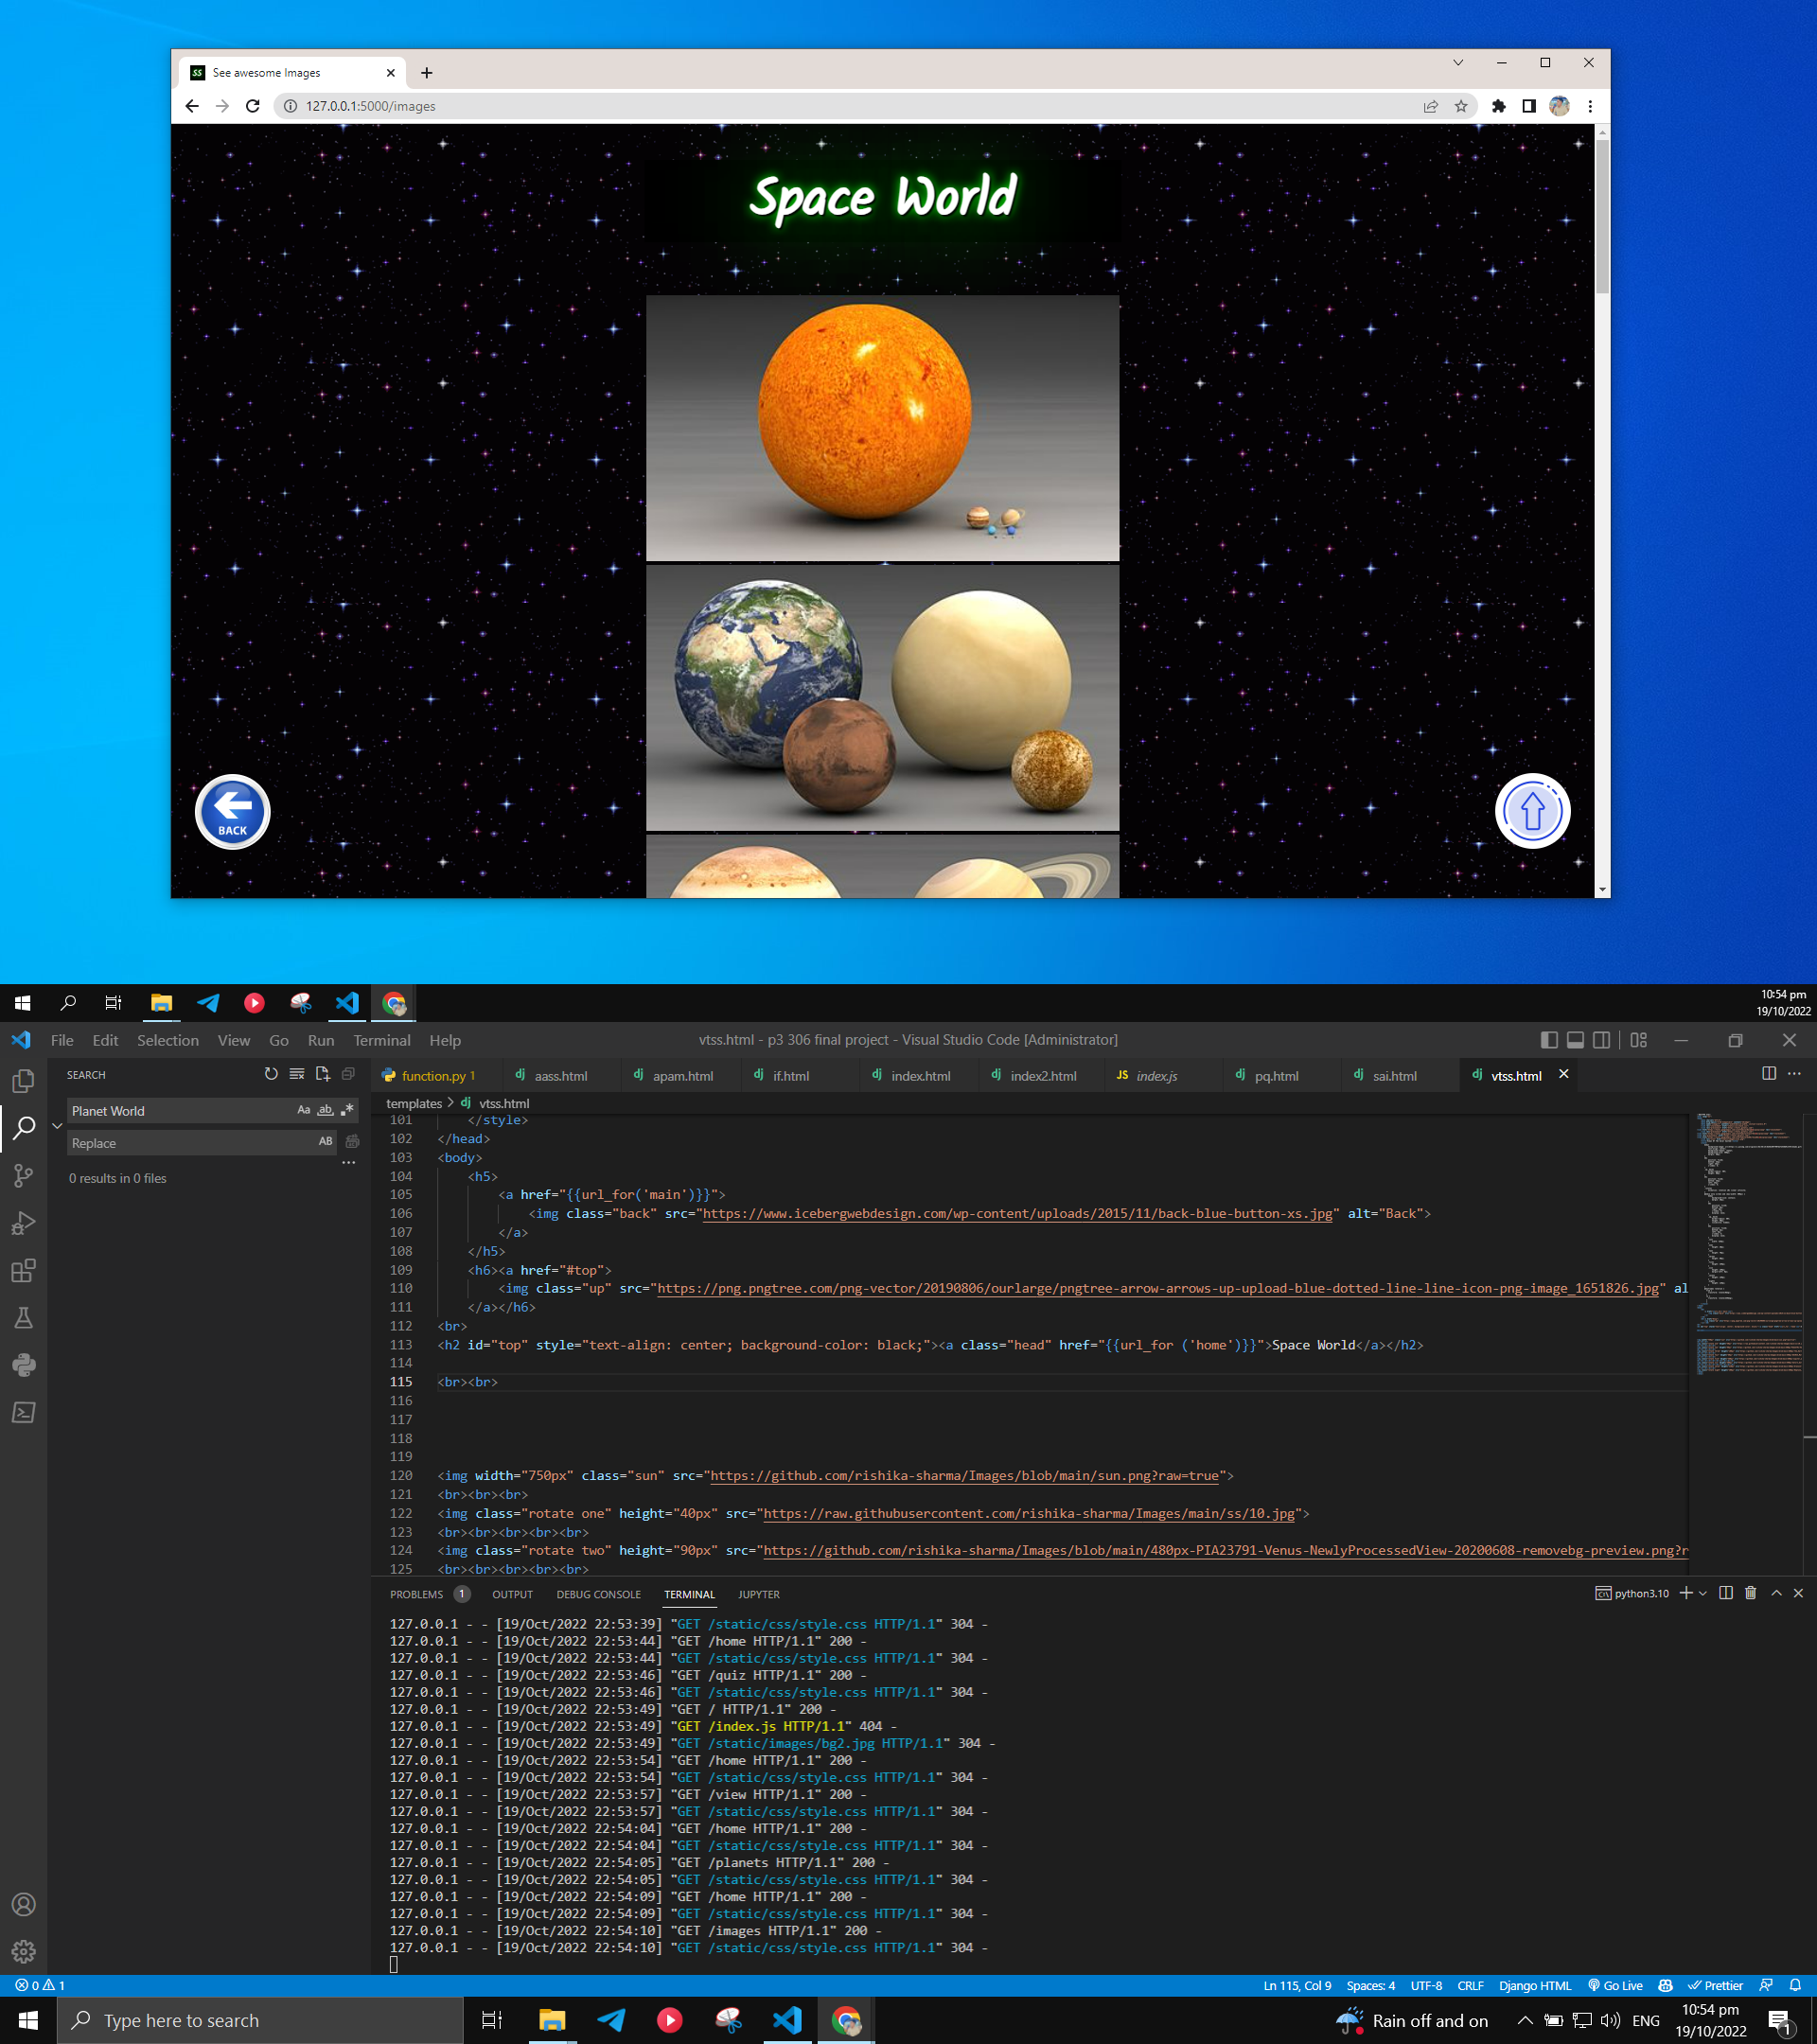 See awesome Images
127.0.0.1:5000/images
Space World
BACK
10:54 pm
19/10/2022
File Edit Selection View Go Run Terminal Help
vtss.html - p3 306 final project - Visual Studio Code [Administrator]
SEARCH
Planet World
Aa ab
Replace
AB
0 results in 0 files
function.py 1
aass.html
apam.html
if.html
index.html
index2.html
JS index.js
pq.html
sai.html
vtss.html
templates > dj vtss.html
101 </style>
102 </head>
103 <body>
104 <h5>
105 <a href="{{url_for('main')}}">
106 <img class="back" src="https://www.icebergwebdesign.com/wp-content/uploads/2015/11/back-blue-button-xs.jpg" alt="Back">
107 </a>
108 </h5>
109 <h6><a href="#top">
110 <img class="up" src="https://png.pngtree.com/png-vector/20190806/ourlarge/pngtree-arrow-arrows-up-upload-blue-dotted-line-line-icon-png-image_1651826.jpg" al
111 </a></h6>
112 <br>
113 <h2 id="top" style="text-align: center; background-color: black;"><a class="head" href="{{url_for ('home')}}">Space World</a></h2>
114
115 <br><br>
116
117
118
119
120 <img width="750px" class="sun" src="https://github.com/rishika-sharma/Images/blob/main/sun.png?raw=true">
121 <br><br><br>
122 <img class="rotate one" height="40px" src="https://raw.githubusercontent.com/rishika-sharma/Images/main/ss/10.jpg">
123 <br><br><br><br><br>
124 <img class="rotate two" height="90px" src="https://github.com/rishika-sharma/Images/blob/main/480px-PIA23791-Venus-NewlyProcessedView-20200608-removebg-preview.png?r
125 <br><br><br><br><br>
PROBLEMS 1 OUTPUT DEBUG CONSOLE TERMINAL JUPYTER
python3.10
127.0.0.1 - - [19/Oct/2022 22:53:39] "GET /static/css/style.css HTTP/1.1" 304 -
127.0.0.1 - - [19/Oct/2022 22:53:44] "GET /home HTTP/1.1" 200 -
127.0.0.1 - - [19/Oct/2022 22:53:44] "GET /static/css/style.css HTTP/1.1" 304 -
127.0.0.1 - - [19/Oct/2022 22:53:46] "GET /quiz HTTP/1.1" 200 -
127.0.0.1 - - [19/Oct/2022 22:53:46] "GET /static/css/style.css HTTP/1.1" 304 -
127.0.0.1 - - [19/Oct/2022 22:53:49] "GET / HTTP/1.1" 200 -
127.0.0.1 - - [19/Oct/2022 22:53:49] "GET /index.js HTTP/1.1" 404 -
127.0.0.1 - - [19/Oct/2022 22:53:49] "GET /static/images/bg2.jpg HTTP/1.1" 304 -
127.0.0.1 - - [19/Oct/2022 22:53:54] "GET /home HTTP/1.1" 200 -
127.0.0.1 - - [19/Oct/2022 22:53:54] "GET /static/css/style.css HTTP/1.1" 304 -
127.0.0.1 - - [19/Oct/2022 22:53:57] "GET /view HTTP/1.1" 200 -
127.0.0.1 - - [19/Oct/2022 22:53:57] "GET /static/css/style.css HTTP/1.1" 304 -
127.0.0.1 - - [19/Oct/2022 22:54:04] "GET /home HTTP/1.1" 200 -
127.0.0.1 - - [19/Oct/2022 22:54:04] "GET /static/css/style.css HTTP/1.1" 304 -
127.0.0.1 - - [19/Oct/2022 22:54:05] "GET /planets HTTP/1.1" 200 -
127.0.0.1 - - [19/Oct/2022 22:54:05] "GET /static/css/style.css HTTP/1.1" 304 -
127.0.0.1 - - [19/Oct/2022 22:54:09] "GET /home HTTP/1.1" 200 -
127.0.0.1 - - [19/Oct/2022 22:54:09] "GET /static/css/style.css HTTP/1.1" 304 -
127.0.0.1 - - [19/Oct/2022 22:54:10] "GET /images HTTP/1.1" 200 -
127.0.0.1 - - [19/Oct/2022 22:54:10] "GET /static/css/style.css HTTP/1.1" 304 -
0 1
Ln 115, Col 9 Spaces: 4 UTF-8 CRLF Django HTML Go Live Prettier
Type here to search
Rain off and on
ENG
10:54 pm
19/10/2022
1